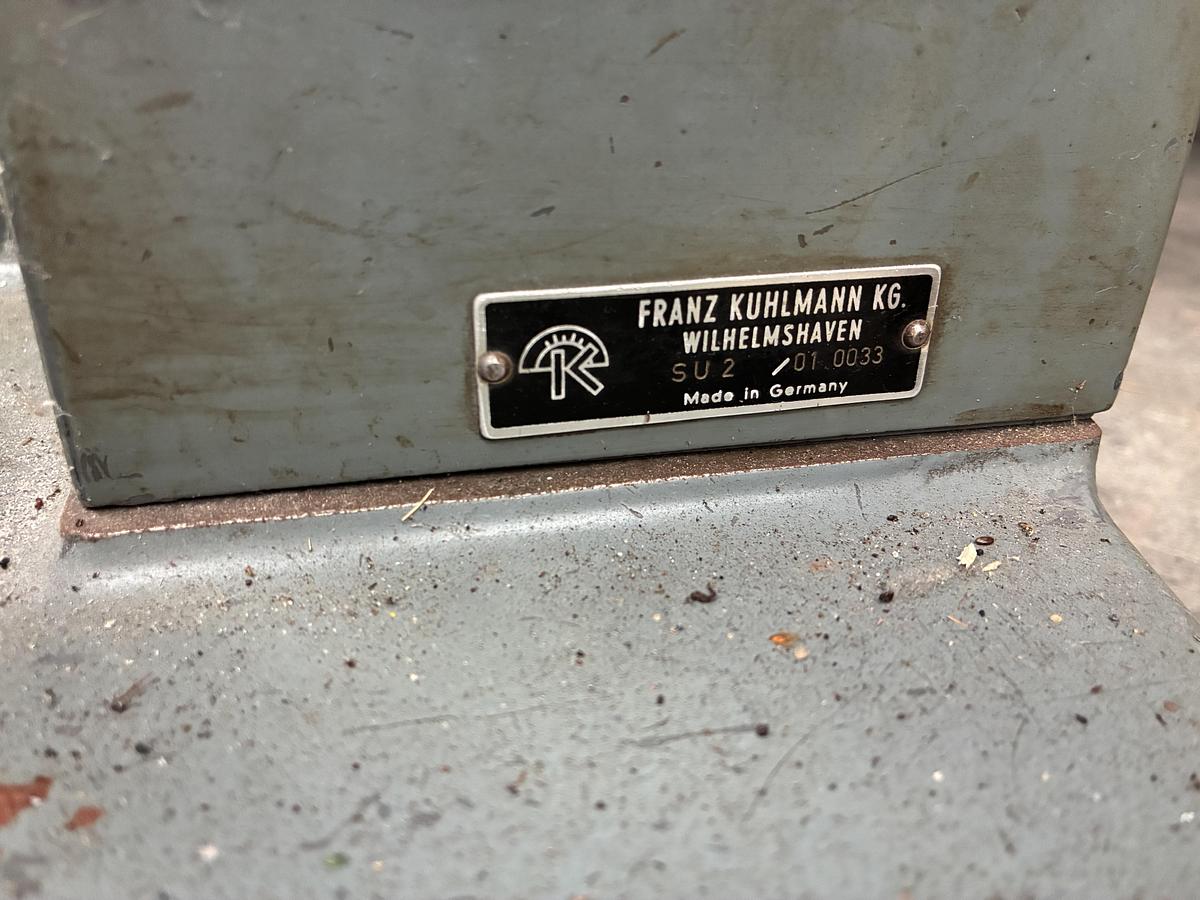 FRANZ KUHLMANN KG.
WILHELMSHAVEN
SU 2 /01 0033
Made in Germany
K